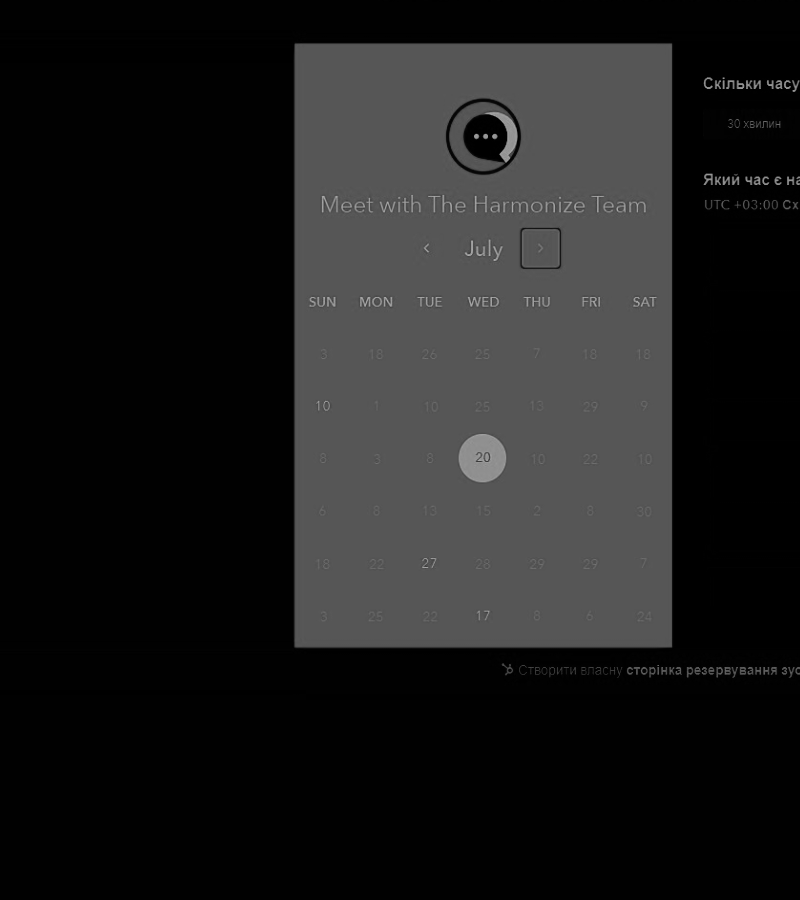 Meet with The Harmonize Team
July
SUN MON TUE WED THU FRI SAT
3 18 26 25 7 18 18
10 1 10 25 13 29 9
8 3 8 20 10 22 10
6 8 13 15 2 8 30
18 22 27 28 29 29 7
3 25 22 17 8 6 24
Скільки часу
30 хвилин
Який час є на
UTC +03:00 Сх
Створити власну сторінка резервування зус